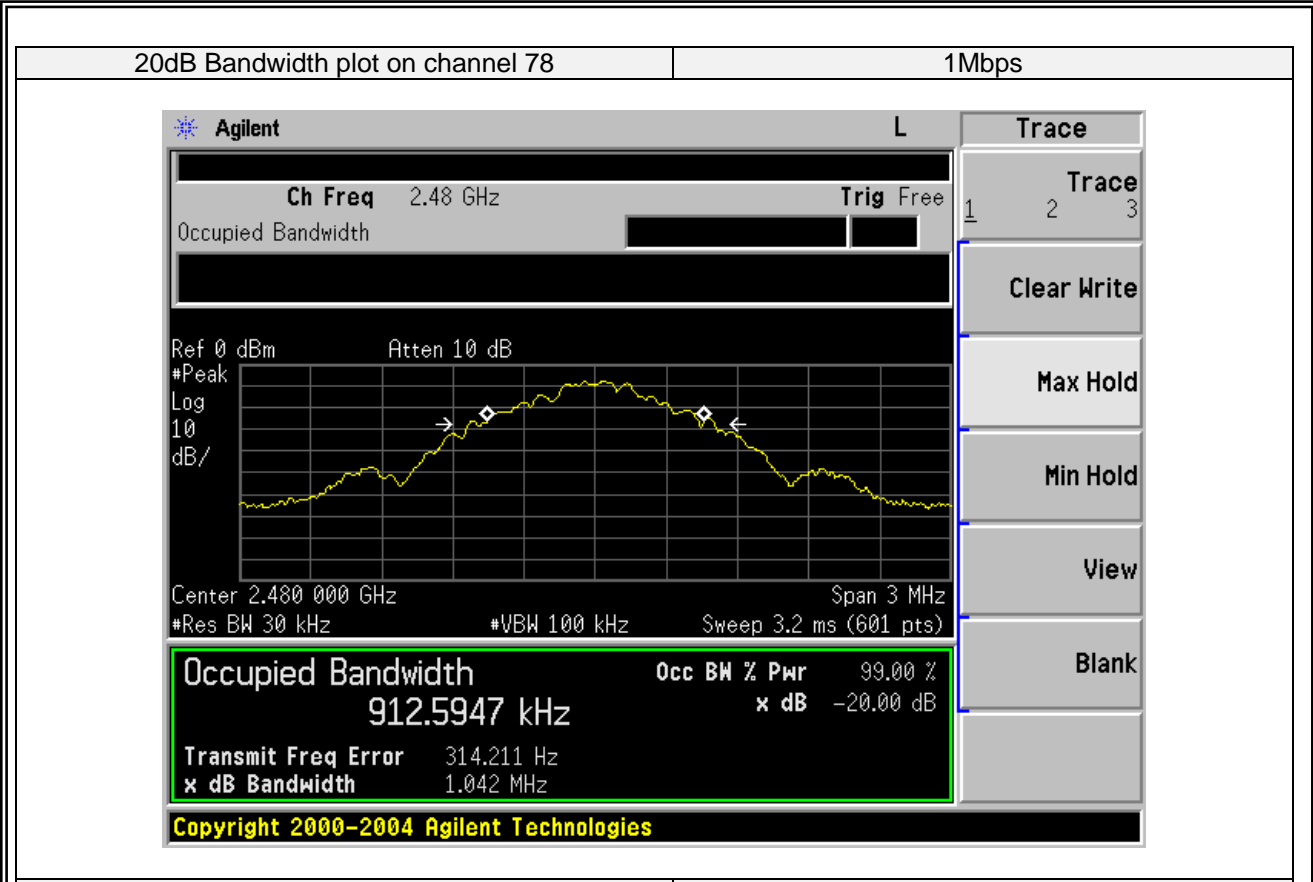 20dB Bandwidth plot on channel 78 1Mbps
Agilent L Trace
Ch Freq 2.48 GHz Trig Free
Occupied Bandwidth
Trace
1 2 3
Clear Write
Max Hold
Min Hold
View
Blank
Ref 0 dBm Atten 10 dB
#Peak
Log
10
dB/
Center 2.480 000 GHz Span 3 MHz
#Res BW 30 kHz #VBW 100 kHz Sweep 3.2 ms (601 pts)
Occupied Bandwidth Occ BW % Pwr 99.00 %
912.5947 kHz x dB -20.00 dB
Transmit Freq Error 314.211 Hz
x dB Bandwidth 1.042 MHz
Copyright 2000-2004 Agilent Technologies